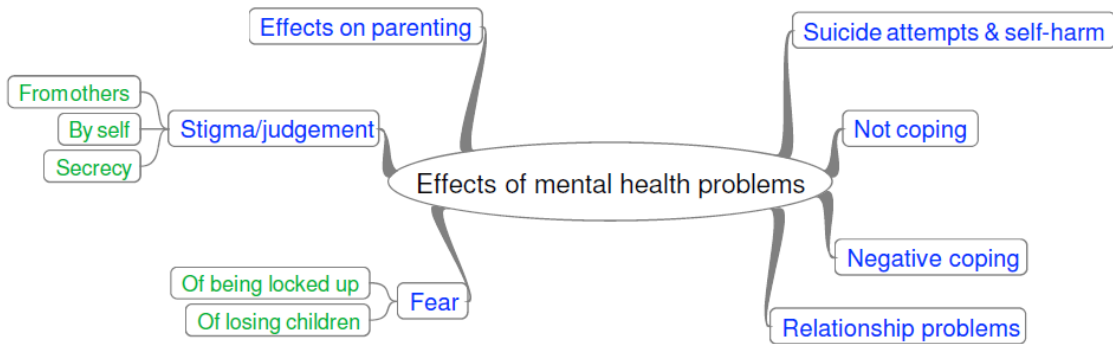 Effects on parenting
Suicide attempts & self-harm
From others
By self
Secrecy
Stigma/judgement
Not coping
Effects of mental health problems
Of being locked up
Of losing children
Fear
Negative coping
Relationship problems